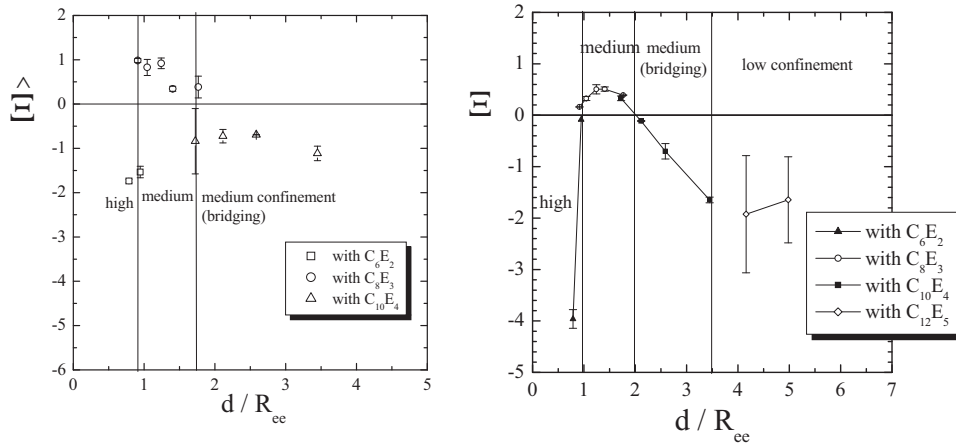 2
1
0
-1
-2
-3
-4
-5
-6
0 1 2 3 4 5
[Ξ] >
d / Rₑₑ
high
medium
medium confinement
(bridging)
with C₆E₂
with C₈E₃
with C₁₀E₄
2
1
0
-1
-2
-3
-4
-5
0 1 2 3 4 5 6 7
[Ξ]
d / Rₑₑ
high
medium
medium
(bridging)
low confinement
with C₆E₂
with C₈E₃
with C₁₀E₄
with C₁₂E₅